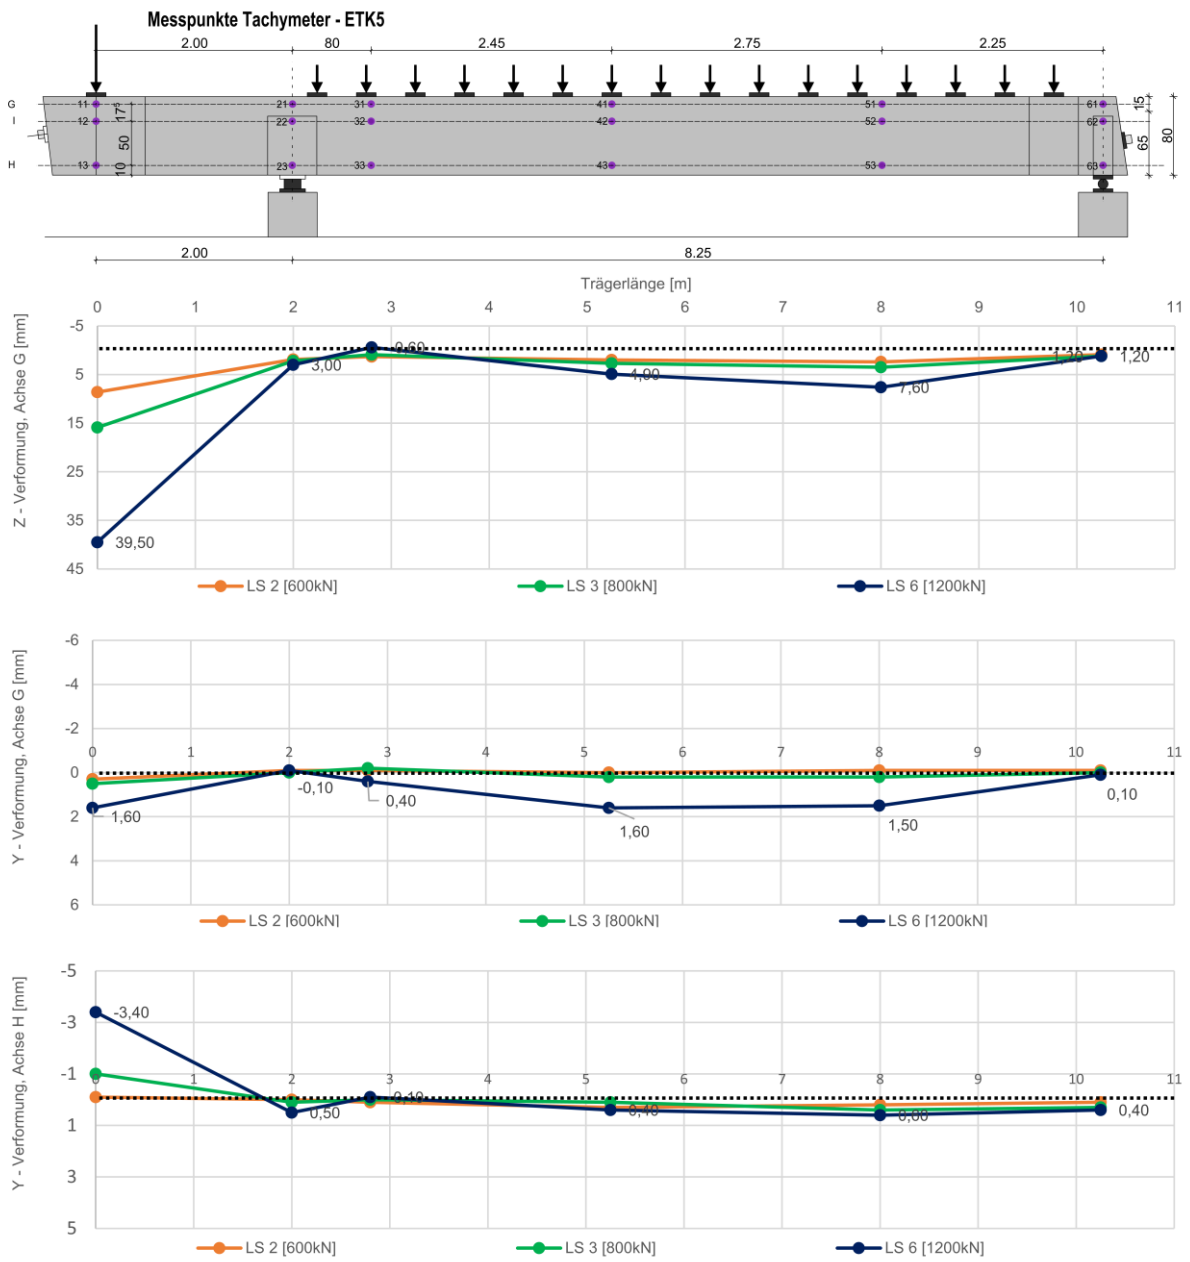 Messpunkte Tachymeter - ETK5
2.00 80 2.45 2.75 2.25
G 11 21 31 41 51 61
I 12 22 32 42 52 62
H 13 23 33 43 53 63
17⁵ 50 10
15 65 80
2.00 8.25
Trägerlänge [m]
0 1 2 3 4 5 6 7 8 9 10 11
Z - Verformung, Achse G [mm]
-5
5
15
25
35
45
39,50 3,00 4,90 7,60 1,20 1,20
LS 2 [600kN] LS 3 [800kN] LS 6 [1200kN]
Y - Verformung, Achse G [mm]
-6
-4
-2
0
2
4
6
0 1 2 3 4 5 6 7 8 9 10 11
1,60 -0,10 0,40 1,60 1,50 0,10
LS 2 [600kN] LS 3 [800kN] LS 6 [1200kN]
Y - Verformung, Achse H [mm]
-5
-3
-1
1
3
5
0 1 2 3 4 5 6 7 8 9 10 11
-3,40 0,50 0,10 0,40 0,60 0,40
LS 2 [600kN] LS 3 [800kN] LS 6 [1200kN]